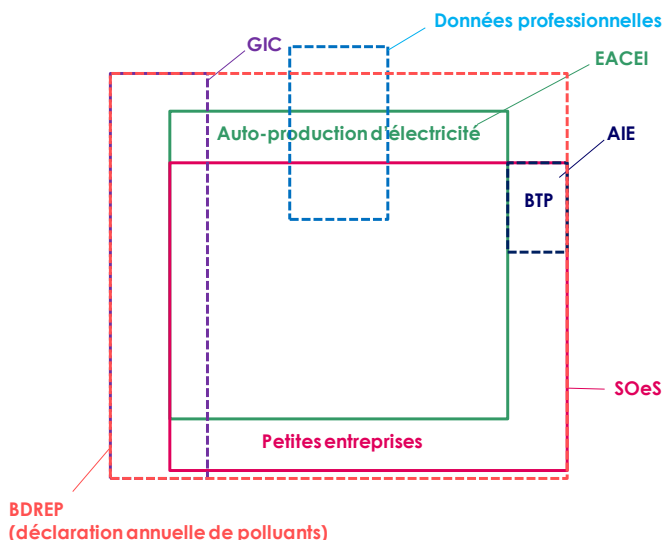 Données professionnelles
GIC
EACEI
Auto-production d'électricité
AIE
BTP
SOeS
Petites entreprises
BDREP
(déclaration annuelle de polluants)